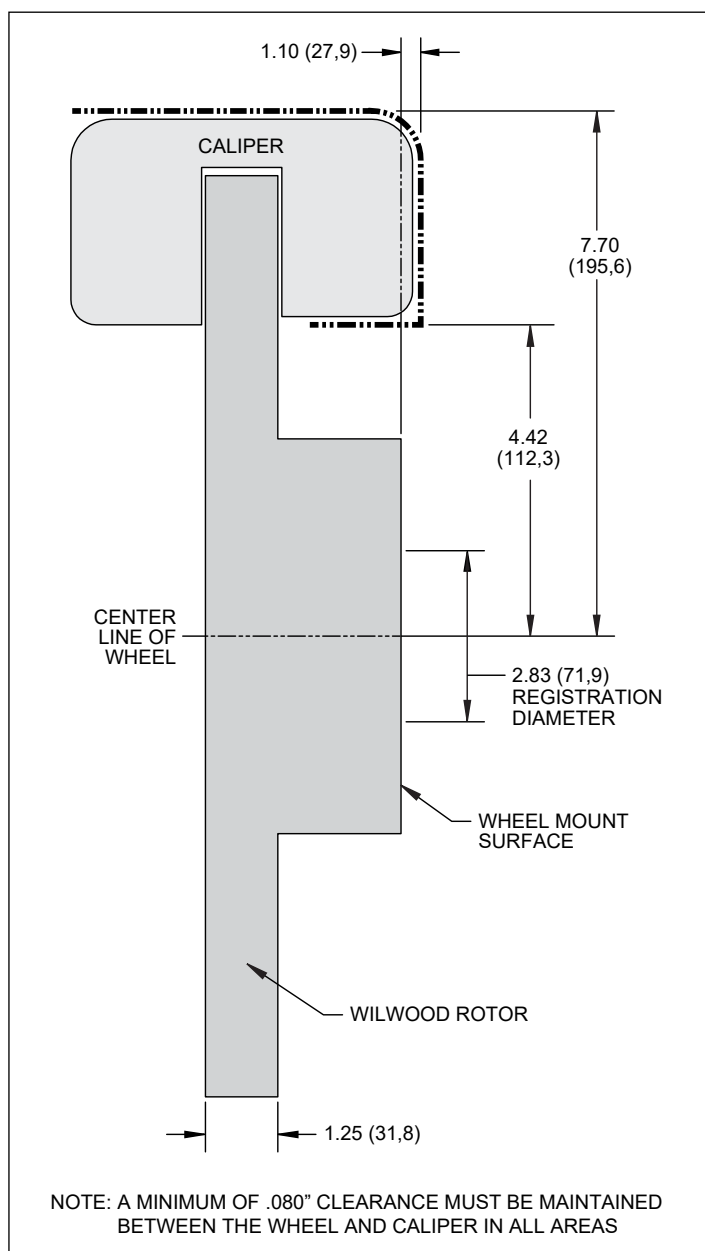 1.10 (27,9)
CALIPER
7.70
(195,6)
4.42
(112,3)
CENTER
LINE OF
WHEEL
2.83 (71,9)
REGISTRATION
DIAMETER
WHEEL MOUNT
SURFACE
WILWOOD ROTOR
1.25 (31,8)
NOTE: A MINIMUM OF .080" CLEARANCE MUST BE MAINTAINED
BETWEEN THE WHEEL AND CALIPER IN ALL AREAS